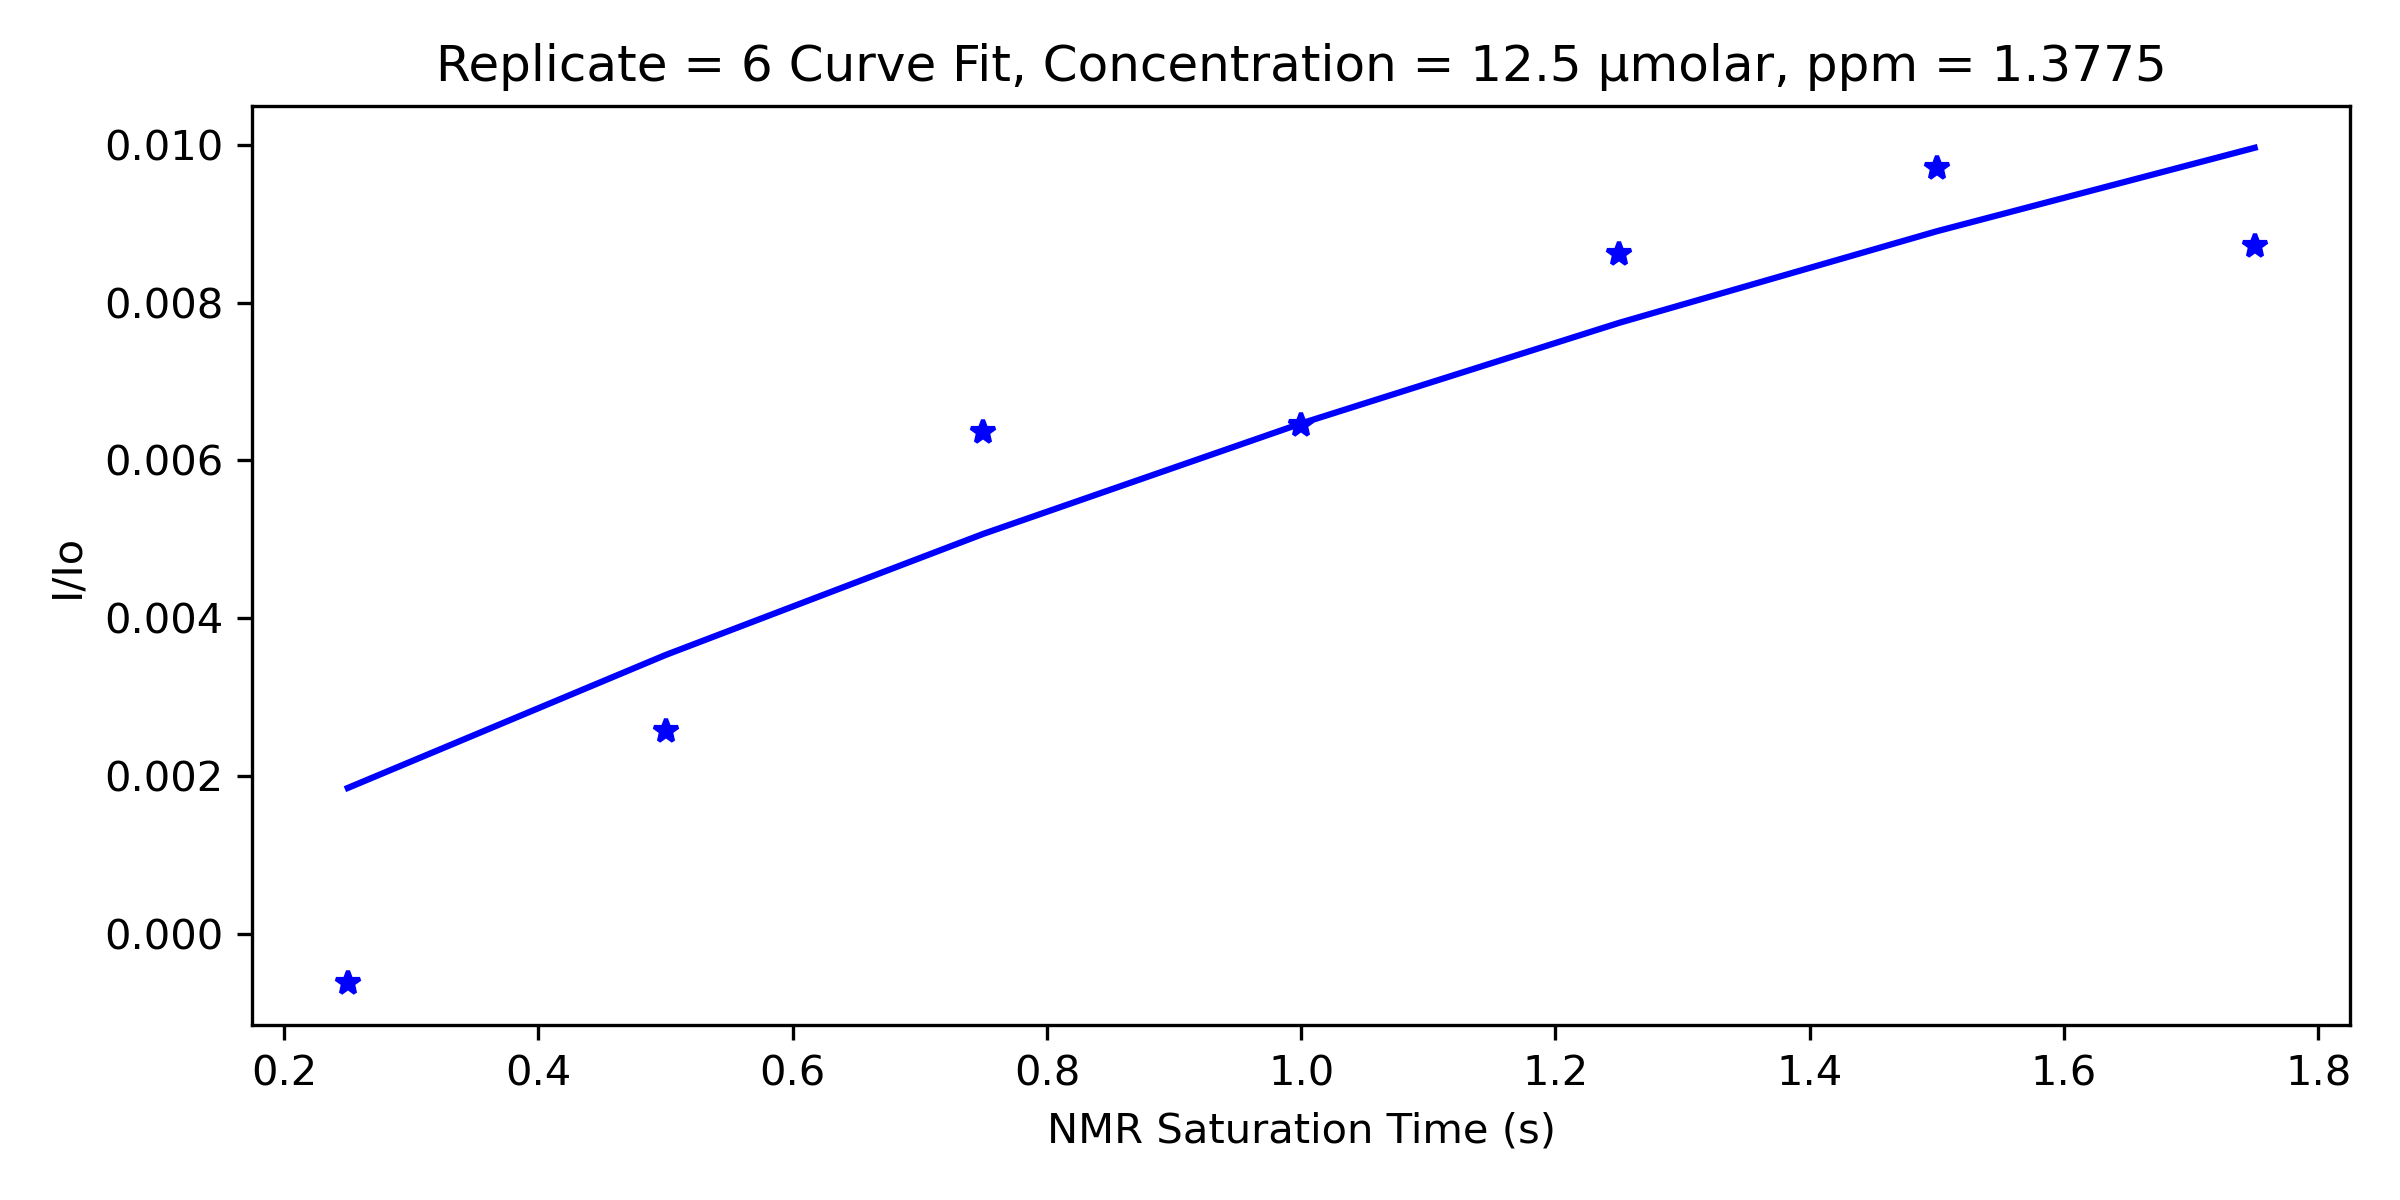 Replicate = 6 Curve Fit, Concentration = 12.5 µmolar, ppm = 1.3775
0.010
0.008
0.006
0.004
0.002
0.000
I/Io
0.2 0.4 0.6 0.8 1.0 1.2 1.4 1.6 1.8
NMR Saturation Time (s)